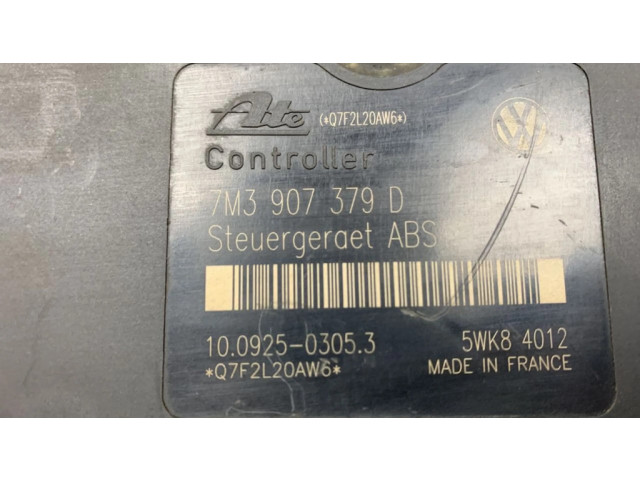 Ate (*Q7F2L20AW6*)
Controller
7M3 907 379 D
Steuergeraet ABS
10.0925-0305.3 5WK8 4012
*Q7F2L20AW6* MADE IN FRANCE